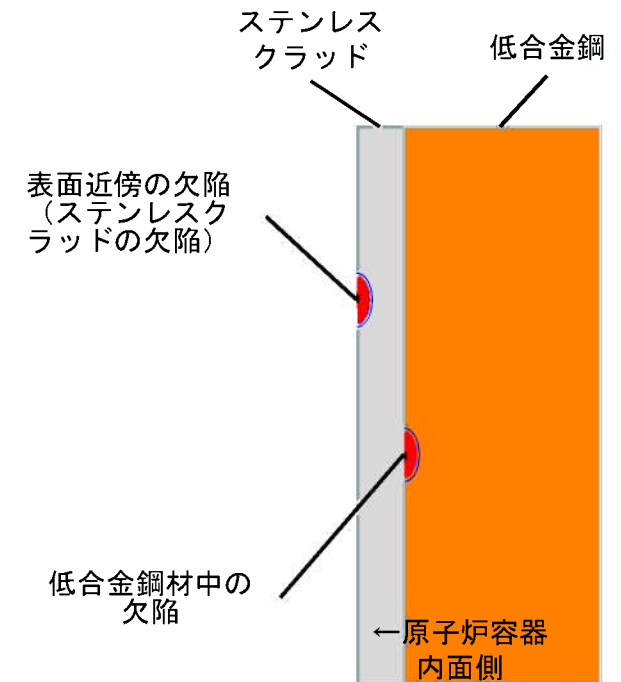 ステンレス
クラッド
低合金鋼
表面近傍の欠陥
（ステンレスク
ラッドの欠陥）
低合金鋼材中の
欠陥
←原子炉容器
内面側